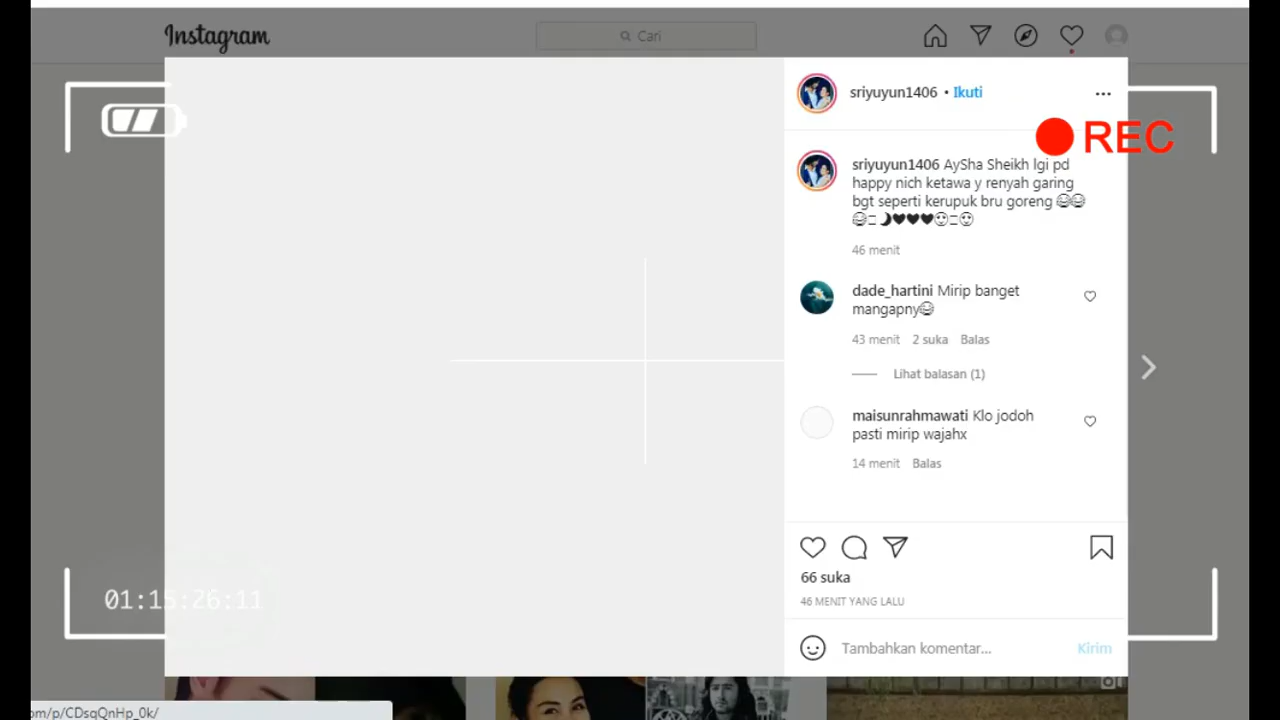 Instagram
Cari
sriyuyun1406 • Ikuti
REC
sriyuyun1406 AySha Sheikh lgi pd
happy nich ketawa y renyah garing
bgt seperti kerupuk bru goreng 😂😂
😂□🌙🖤🖤🖤🙂□🙂
46 menit
dade_hartini Mirip banget
mangapny😂
43 menit 2 suka Balas
Lihat balasan (1)
maisunrahmawati Klo jodoh
pasti mirip wajahx
14 menit Balas
66 suka
46 MENIT YANG LALU
01:15:26:11
Tambahkan komentar... Kirim
om/p/CDsqQnHp_0k/